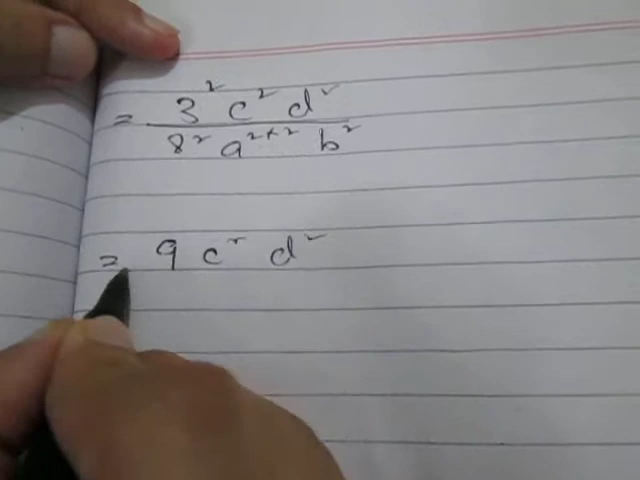 = 3² c² d²
8² a²ˣ² b²
= 9 c² d²